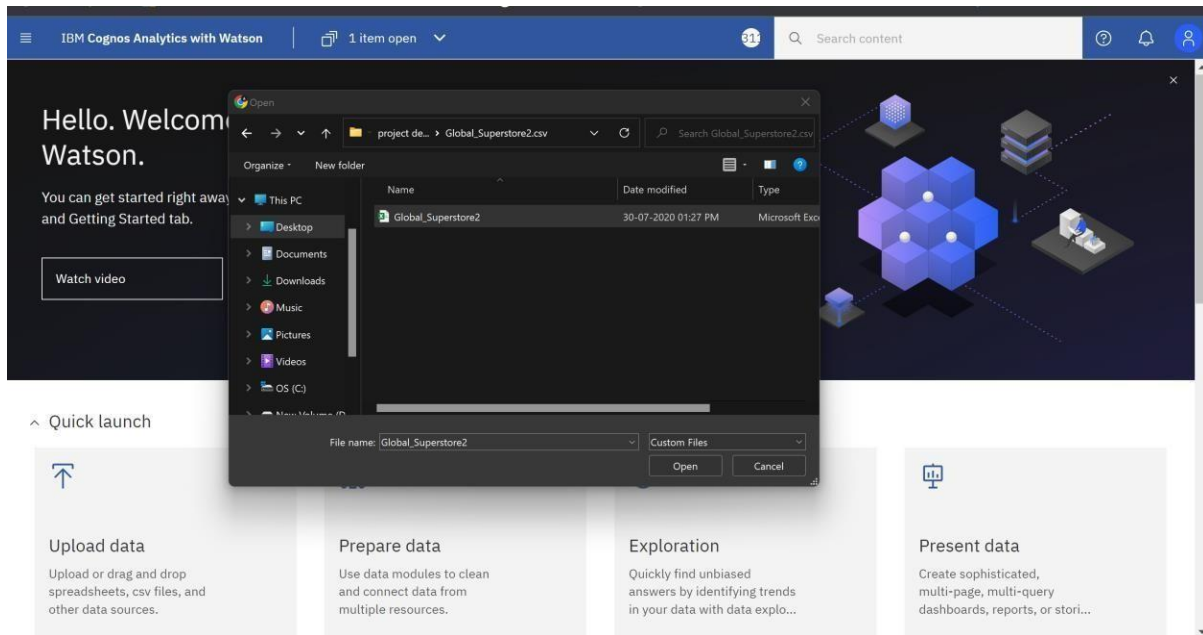 IBM Cognos Analytics with Watson
1 item open
Search content
Hello. Welcom
Watson.
You can get started right away
and Getting Started tab.
Watch video
Open
project de... > Global_Superstore2.csv
Search Global_Superstore2.csv
Organize
New folder
Name
Date modified
Type
This PC
Global_Superstore2
30-07-2020 01:27 PM
Microsoft Exc
Desktop
Documents
Downloads
Music
Pictures
Videos
OS (C:)
File name: Global_Superstore2
Custom Files
Open
Cancel
Quick launch
Upload data
Upload or drag and drop
spreadsheets, csv files, and
other data sources.
Prepare data
Use data modules to clean
and connect data from
multiple resources.
Exploration
Quickly find unbiased
answers by identifying trends
in your data with data explo...
Present data
Create sophisticated,
multi-page, multi-query
dashboards, reports, or stori...